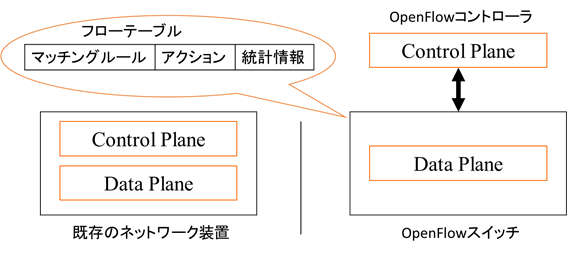 フローテーブル
マッチングルール アクション 統計情報
OpenFlowコントローラ
Control Plane
Control Plane
Data Plane
既存のネットワーク装置
Data Plane
OpenFlowスイッチ